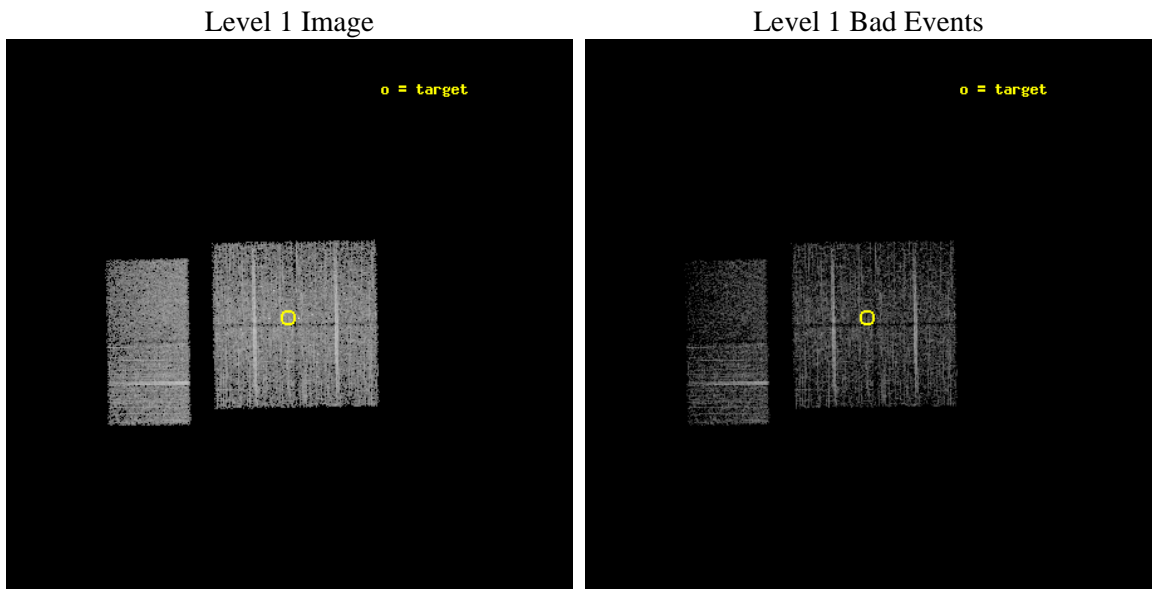 Level 1 Image
Level 1 Bad Events
o = target
o = target